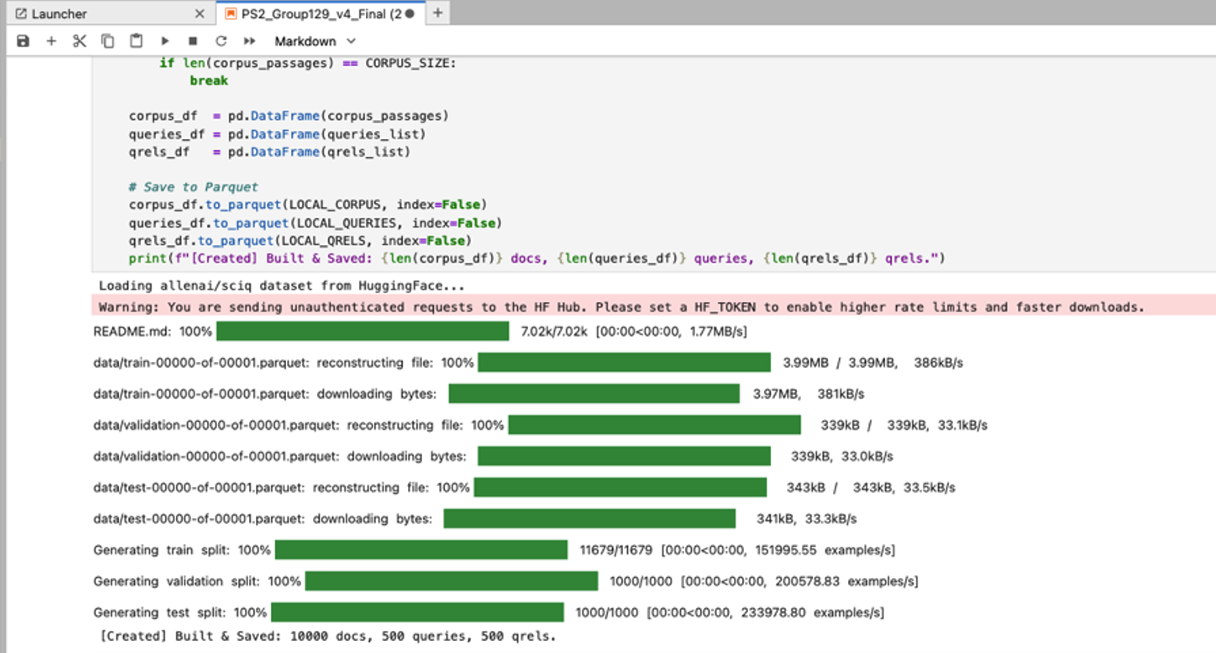 Launcher
PS2_Group129_v4_Final (2
Markdown
if len(corpus_passages) == CORPUS_SIZE:
break
corpus_df = pd.DataFrame(corpus_passages)
queries_df = pd.DataFrame(queries_list)
qrels_df = pd.DataFrame(qrels_list)
# Save to Parquet
corpus_df.to_parquet(LOCAL_CORPUS, index=False)
queries_df.to_parquet(LOCAL_QUERIES, index=False)
qrels_df.to_parquet(LOCAL_QRELS, index=False)
print(f"[Created] Built & Saved: {len(corpus_df)} docs, {len(queries_df)} queries, {len(qrels_df)} qrels.")
Loading allenai/sciq dataset from HuggingFace...
Warning: You are sending unauthenticated requests to the HF Hub. Please set a HF_TOKEN to enable higher rate limits and faster downloads.
README.md: 100% 7.02k/7.02k [00:00<00:00, 1.77MB/s]
data/train-00000-of-00001.parquet: reconstructing file: 100% 3.99MB / 3.99MB, 386kB/s
data/train-00000-of-00001.parquet: downloading bytes: 3.97MB, 381kB/s
data/validation-00000-of-00001.parquet: reconstructing file: 100% 339kB / 339kB, 33.1kB/s
data/validation-00000-of-00001.parquet: downloading bytes: 339kB, 33.0kB/s
data/test-00000-of-00001.parquet: reconstructing file: 100% 343kB / 343kB, 33.5kB/s
data/test-00000-of-00001.parquet: downloading bytes: 341kB, 33.3kB/s
Generating train split: 100% 11679/11679 [00:00<00:00, 151995.55 examples/s]
Generating validation split: 100% 1000/1000 [00:00<00:00, 200578.83 examples/s]
Generating test split: 100% 1000/1000 [00:00<00:00, 233978.80 examples/s]
[Created] Built & Saved: 10000 docs, 500 queries, 500 qrels.